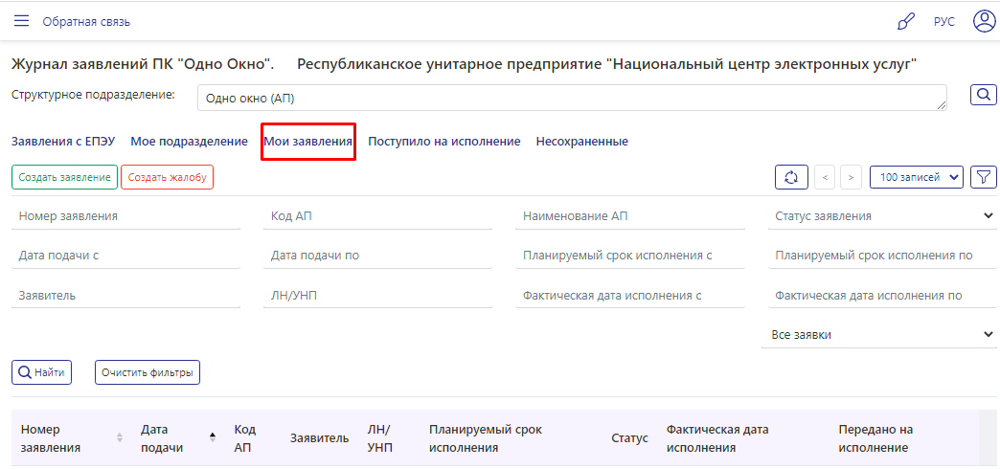 Обратная связь РУС
Журнал заявлений ПК "Одно Окно". Республиканское унитарное предприятие "Национальный центр электронных услуг"
Структурное подразделение: Одно окно (АП)
Заявления с ЕПЭУ Мое подразделение Мои заявления Поступило на исполнение Несохраненные
Создать заявление Создать жалобу < > 100 записей
Номер заявления Код АП Наименование АП Статус заявления
Дата подачи с Дата подачи по Планируемый срок исполнения с Планируемый срок исполнения по
Заявитель ЛН/УНП Фактическая дата исполнения с Фактическая дата исполнения по
Все заявки
Найти Очистить фильтры
Номер заявления Дата подачи Код АП Заявитель ЛН/УНП Планируемый срок исполнения Статус Фактическая дата исполнения Передано на исполнение